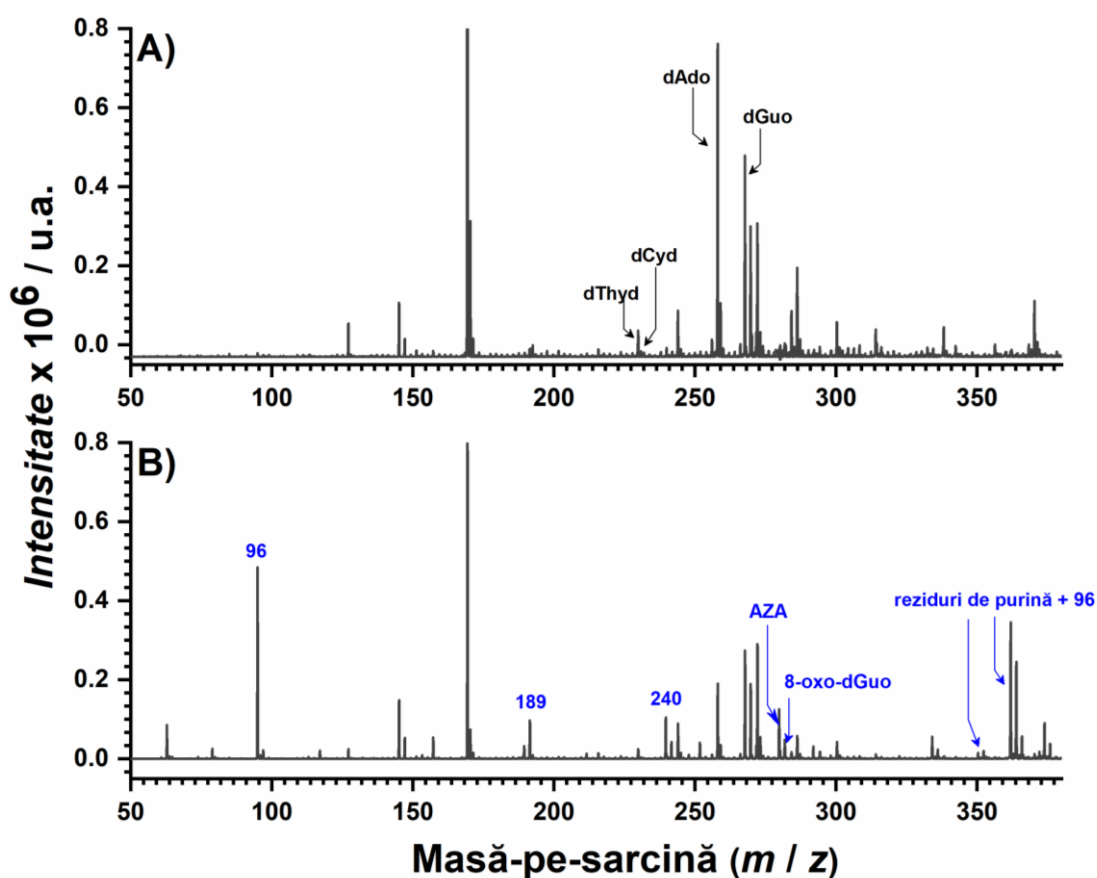 A)
0.8
0.6
0.4
0.2
0.0
dAdo
dGuo
dCyd
dThyd
50 100 150 200 250 300 350
B)
0.8
0.6
0.4
0.2
0.0
96
189
240
AZA
8-oxo-dGuo
reziduri de purină + 96
50 100 150 200 250 300 350
Intensitate x 10⁶ / u.a.
Masă-pe-sarcină (m / z)